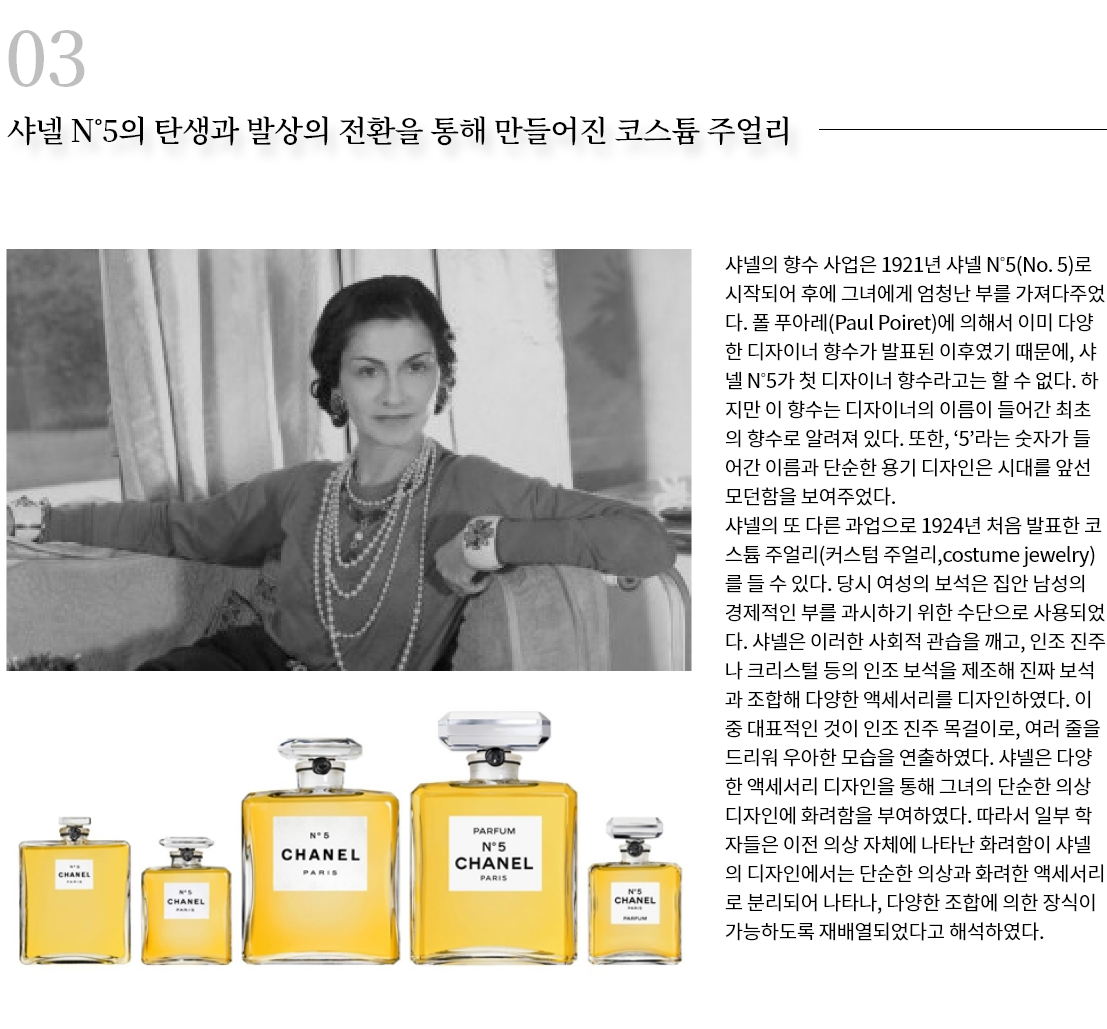 03
샤넬 N°5의 탄생과 발상의 전환을 통해 만들어진 코스튬 주얼리
샤넬의 향수 사업은 1921년 샤넬 N°5(No. 5)로
시작되어 후에 그녀에게 엄청난 부를 가져다주었
다. 폴 푸아레(Paul Poiret)에 의해서 이미 다양
한 디자이너 향수가 발표된 이후였기 때문에, 샤
넬 N°5가 첫 디자이너 향수라고는 할 수 없다. 하
지만 이 향수는 디자이너의 이름이 들어간 최초
의 향수로 알려져 있다. 또한, ‘5’라는 숫자가 들
어간 이름과 단순한 용기 디자인은 시대를 앞선
모던함을 보여주었다.
샤넬의 또 다른 과업으로 1924년 처음 발표한 코
스튬 주얼리(커스텀 주얼리,costume jewelry)
를 들 수 있다. 당시 여성의 보석은 집안 남성의
경제적인 부를 과시하기 위한 수단으로 사용되었
다. 샤넬은 이러한 사회적 관습을 깨고, 인조 진주
나 크리스털 등의 인조 보석을 제조해 진짜 보석
과 조합해 다양한 액세서리를 디자인하였다. 이
중 대표적인 것이 인조 진주 목걸이로, 여러 줄을
드리워 우아한 모습을 연출하였다. 샤넬은 다양
한 액세서리 디자인을 통해 그녀의 단순한 의상
디자인에 화려함을 부여하였다. 따라서 일부 학
자들은 이전 의상 자체에 나타난 화려함이 샤넬
의 디자인에서는 단순한 의상과 화려한 액세서리
로 분리되어 나타나, 다양한 조합에 의한 장식이
가능하도록 재배열되었다고 해석하였다.
N°5
CHANEL
PARIS
N°5
CHANEL
PARIS
N°5
CHANEL
PARIS
PARFUM
N°5
CHANEL
PARIS
N°5
CHANEL
PARIS
PARFUM